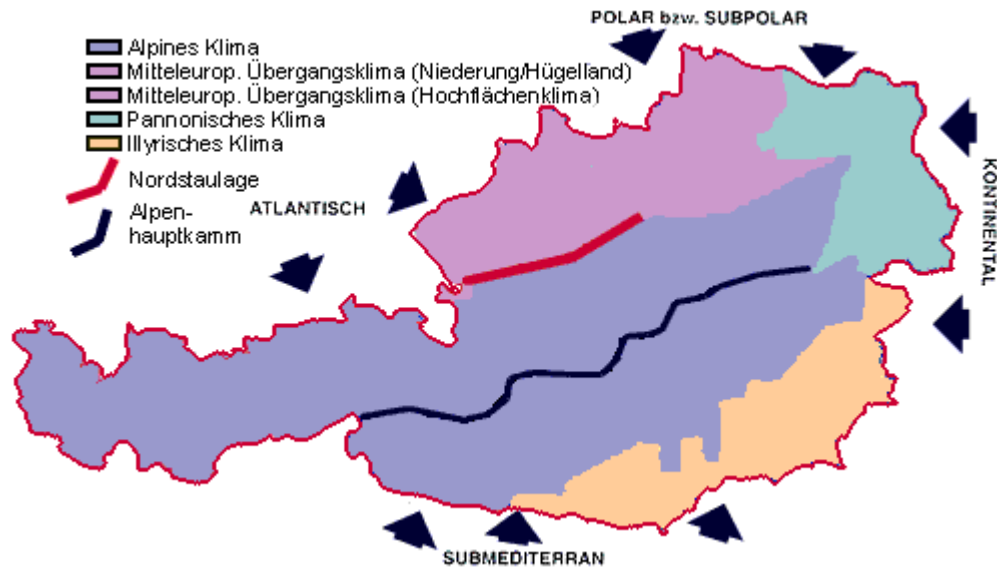 POLAR bzw. SUBPOLAR
Alpines Klima
Mitteleurop. Übergangsklima (Niederung/Hügelland)
Mitteleurop. Übergangsklima (Hochflächenklima)
Pannonisches Klima
Illyrisches Klima
Nordstaulage
Alpen-
hauptkamm
ATLANTISCH
KONTINENTAL
SUBMEDITERRAN